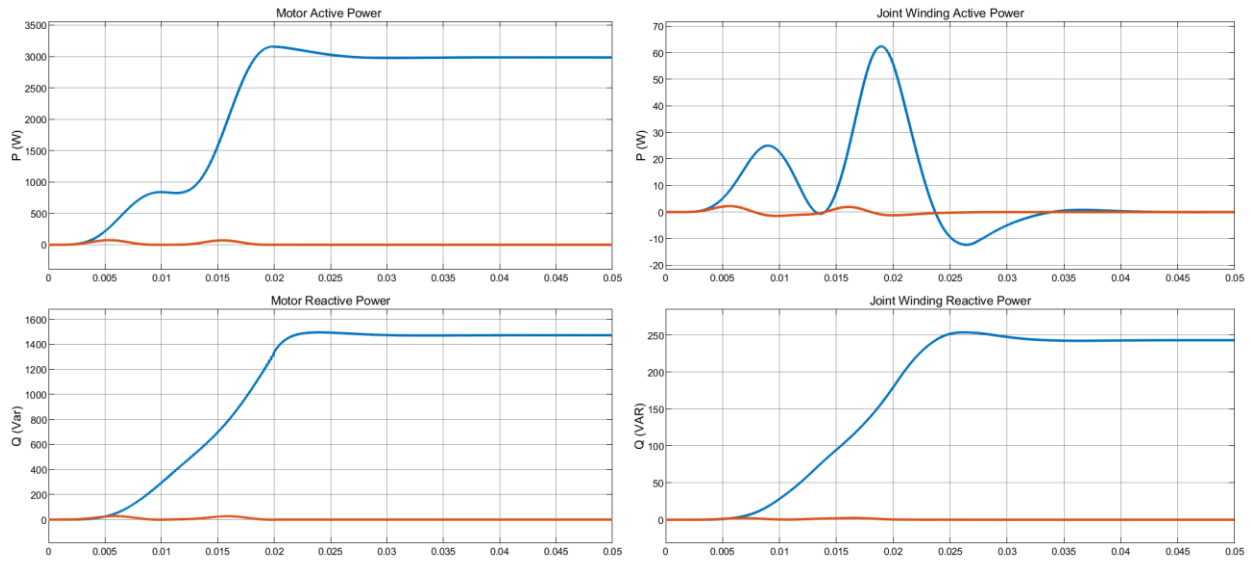 Motor Active Power
3500
3000
2500
2000
1500
1000
500
0
P (W)
0 0.005 0.01 0.015 0.02 0.025 0.03 0.035 0.04 0.045 0.05
Joint Winding Active Power
70
60
50
40
30
20
10
0
-10
-20
P (W)
0 0.005 0.01 0.015 0.02 0.025 0.03 0.035 0.04 0.045 0.05
Motor Reactive Power
1600
1400
1200
1000
800
600
400
200
0
Q (Var)
0 0.005 0.01 0.015 0.02 0.025 0.03 0.035 0.04 0.045 0.05
Joint Winding Reactive Power
250
200
150
100
50
0
Q (VAR)
0 0.005 0.01 0.015 0.02 0.025 0.03 0.035 0.04 0.045 0.05